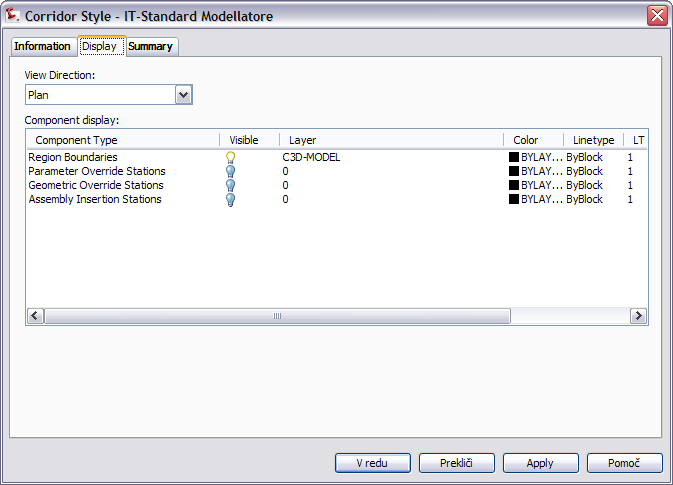 Corridor Style - IT-Standard Modellatore
Information Display Summary
View Direction:
Plan
Component display:
Component Type Visible Layer Color Linetype LT
Region Boundaries C3D-MODEL BYLAY... ByBlock 1
Parameter Override Stations 0 BYLAY... ByBlock 1
Geometric Override Stations 0 BYLAY... ByBlock 1
Assembly Insertion Stations 0 BYLAY... ByBlock 1
V redu Prekliči Apply Pomoč